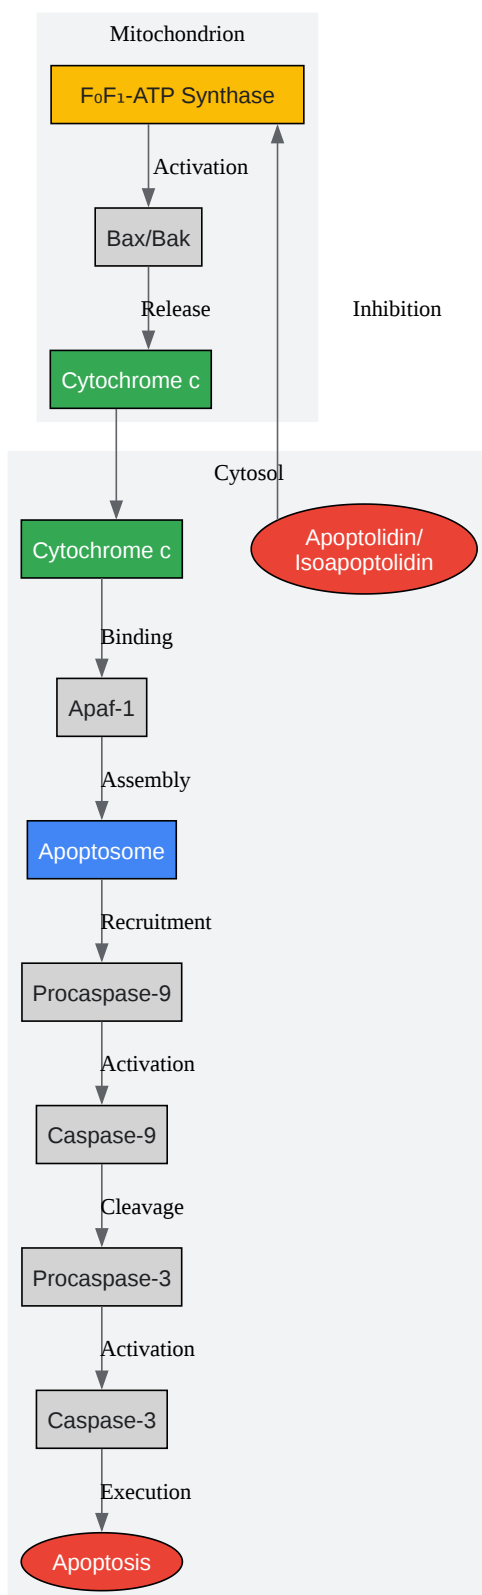 Mitochondrion
F₀F₁-ATP Synthase
Activation
Bax/Bak
Release
Inhibition
Cytochrome c
Cytosol
Cytochrome c
Apoptolidin/
Isoapoptolidin
Binding
Apaf-1
Assembly
Apoptosome
Recruitment
Procaspase-9
Activation
Caspase-9
Cleavage
Procaspase-3
Activation
Caspase-3
Execution
Apoptosis